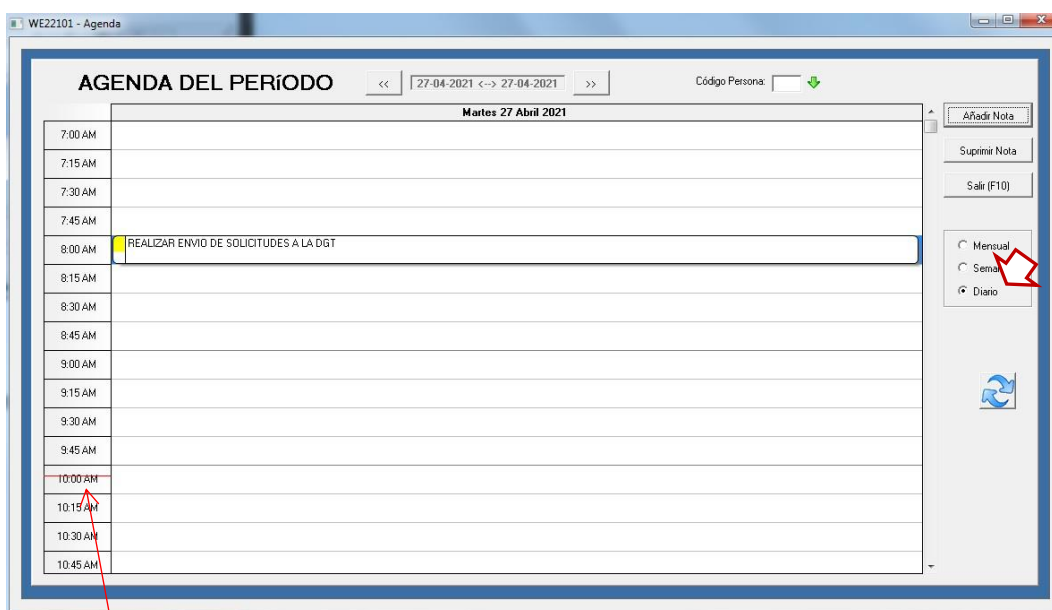 WE22101 - Agenda
AGENDA DEL PERíODO
<<
27-04-2021 <--> 27-04-2021
>>
Código Persona:
Martes 27 Abril 2021
Añadir Nota
Suprimir Nota
Salir (F10)
7:00 AM
7:15 AM
7:30 AM
7:45 AM
8:00 AM REALIZAR ENVIO DE SOLICITUDES A LA DGT
8:15 AM
8:30 AM
8:45 AM
9:00 AM
9:15 AM
9:30 AM
9:45 AM
10:00 AM
10:15 AM
10:30 AM
10:45 AM
Mensual
Diario